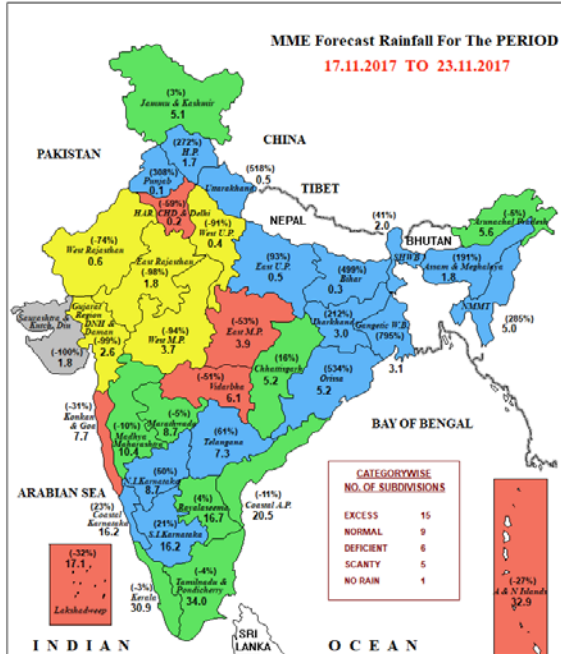 MME Forecast Rainfall For The PERIOD
17.11.2017 TO 23.11.2017
(3%)
Jammu & Kashmir
5.1
CHINA
PAKISTAN
(272%)
H.P.
1.7
(308%)
Punjab
0.1
(518%)
0.5
Uttarakhand
TIBET
(-59%)
HAR. CHD. & Delhi
0.2
(-91%)
West U.P.
0.4
NEPAL
(41%)
2.0
SHWB
BHUTAN
(-6%)
Arunachal Pradesh
5.6
(-74%)
West Rajasthan
0.6
East Rajasthan
(-98%)
1.8
(93%)
East U.P.
0.5
(499%)
Bihar
0.3
(191%)
Assam & Meghalaya
1.8
NMMT
(285%)
5.0
Saurashtra &
Kutch, Diu
(-100%)
1.8
Gujarat
Region
DNH &
Daman
(-99%)
2.6
(-94%)
West M.P.
3.7
(-53%)
East M.P.
3.9
(212%)
Jharkhand
3.0
Gangetic W.B.
(795%)
3.1
(16%)
Chhattisgarh
5.2
(534%)
Orissa
5.2
(-51%)
Vidarbha
6.1
(-31%)
Konkan
& Goa
7.7
(-10%)
Madhya
Maharashtra
10.4
(-5%)
Marathwada
8.7
(61%)
Telangana
7.3
BAY OF BENGAL
ARABIAN SEA
(50%)
N.I.Karnataka
8.7
(23%)
Coastal
Karnataka
16.2
(4%)
Rayalaseema
16.7
(-11%)
Coastal A.P.
20.5
(21%)
S.I.Karnataka
16.2
CATEGORYWISE
NO. OF SUBDIVISIONS
EXCESS 15
NORMAL 9
DEFICIENT 6
SCANTY 5
NO RAIN 1
(-32%)
17.1
Lakshadweep
(-3%)
Kerala
30.9
(-4%)
Tamilnadu &
Pondicherry
34.0
(-27%)
A & N Islands
32.9
SRI
LANKA
INDIAN OCEAN